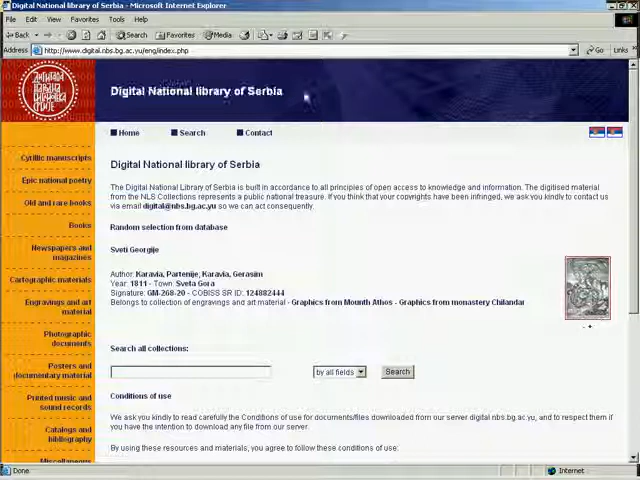 Digital National library of Serbia - Microsoft Internet Explorer
File Edit View Favorites Tools Help
Back Search Favorites Media
Address http://www.digital.nbs.bg.ac.yu/eng/index.php Go Links
Digital National library of Serbia
Home Search Contact
Cyrillic manuscripts
Epic national poetry
Old and rare books
Books
Newspapers and
magazines
Cartographic materials
Engravings and art
material
Photographic
documents
Posters and
documentary material
Printed music and
sound records
Catalogs and
bibliography
Miscellaneous
Digital National library of Serbia
The Digital National Library of Serbia is built in accordance to all principles of open access to knowledge and information. The digitised material
from the NLS Collections represents a public national treasure. If you think that your copyrights have been infringed, we ask you kindly to contact us
via email digital@nbs.bg.ac.yu so we can act consequently.
Random selection from database
Sveti Georgije
Author: Karavia, Partenije, Karavia, Gerasim
Year: 1811 - Town: Sveta Gora
Signature: GM-268-20 - COBISS SR ID: 124882444
Belongs to collection of engravings and art material - Graphics from Mounth Athos - Graphics from monastery Chilandar
Search all collections:
by all fields Search
Conditions of use
We ask you kindly to read carefully the Conditions of use for documents/files downloaded from our server digital.nbs.bg.ac.yu, and to respect them if
you have the intention to download any file from our server.
By using these resources and materials, you agree to follow these conditions of use.
Done Internet